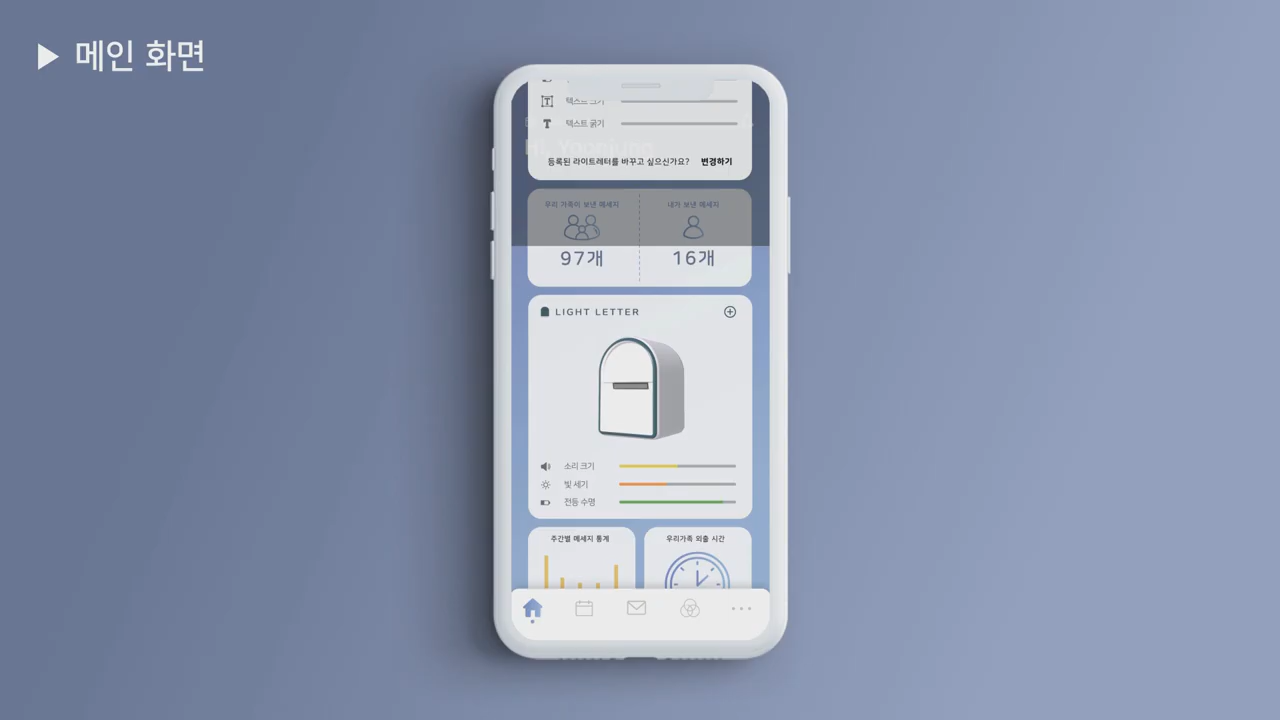 메인 화면
텍스트 크기
텍스트 굵기
등록된 라이트레터를 바꾸고 싶으신가요? 변경하기
우리 가족이 보낸 메세지
내가 보낸 메세지
97개
16개
LIGHT LETTER
소리 크기
빛 세기
전등 수명
주간별 메세지 통계
우리가족 외출 시간